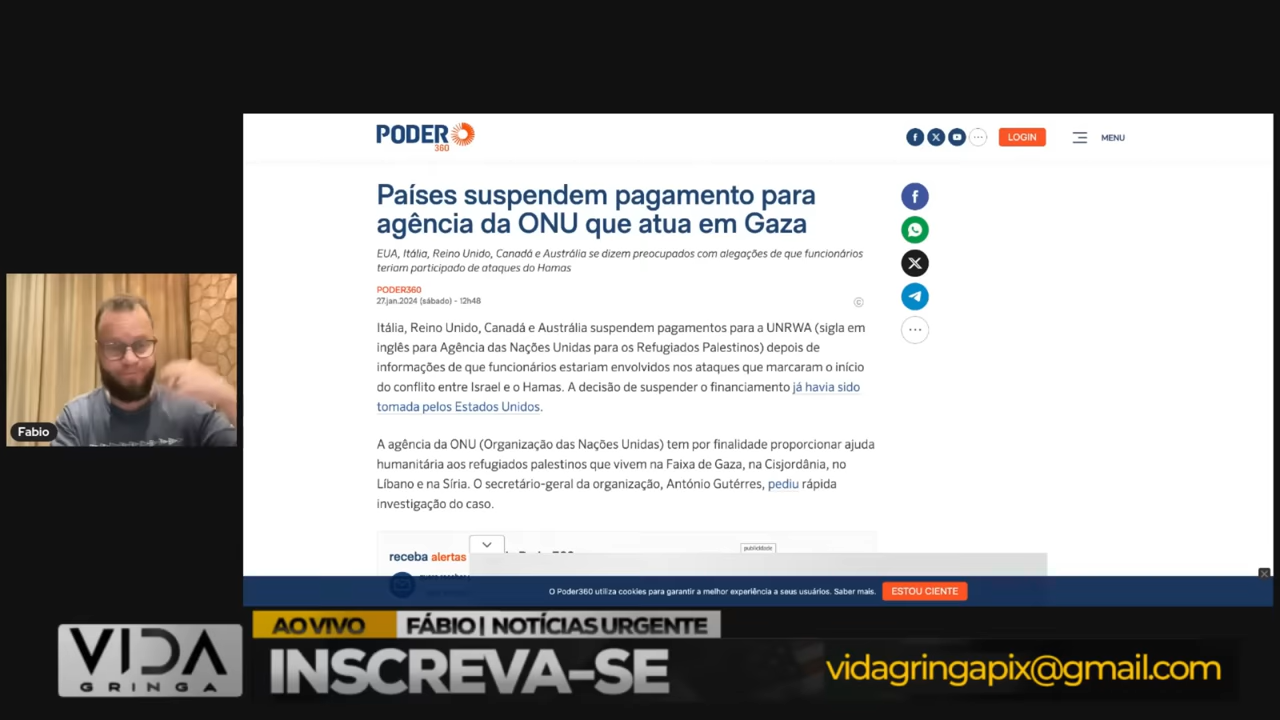 PODER
360
LOGIN
MENU
Países suspendem pagamento para
agência da ONU que atua em Gaza
EUA, Itália, Reino Unido, Canadá e Austrália se dizem preocupados com alegações de que funcionários
teriam participado de ataques do Hamas
PODER360
27.jan.2024 (sábado) - 12h48
Itália, Reino Unido, Canadá e Austrália suspendem pagamentos para a UNRWA (sigla em
inglês para Agência das Nações Unidas para os Refugiados Palestinos) depois de
informações de que funcionários estariam envolvidos nos ataques que marcaram o início
do conflito entre Israel e o Hamas. A decisão de suspender o financiamento já havia sido
tomada pelos Estados Unidos.
A agência da ONU (Organização das Nações Unidas) tem por finalidade proporcionar ajuda
humanitária aos refugiados palestinos que vivem na Faixa de Gaza, na Cisjordânia, no
Líbano e na Síria. O secretário-geral da organização, António Gutérres, pediu rápida
investigação do caso.
receba alertas
publicidade
O Poder360 utiliza cookies para garantir a melhor experiência a seus usuários. Saber mais.
ESTOU CIENTE
Fabio
AO VIVO
FÁBIO | NOTÍCIAS URGENTE
VIDA
GRINGA
INSCREVA-SE
vidagringapix@gmail.com